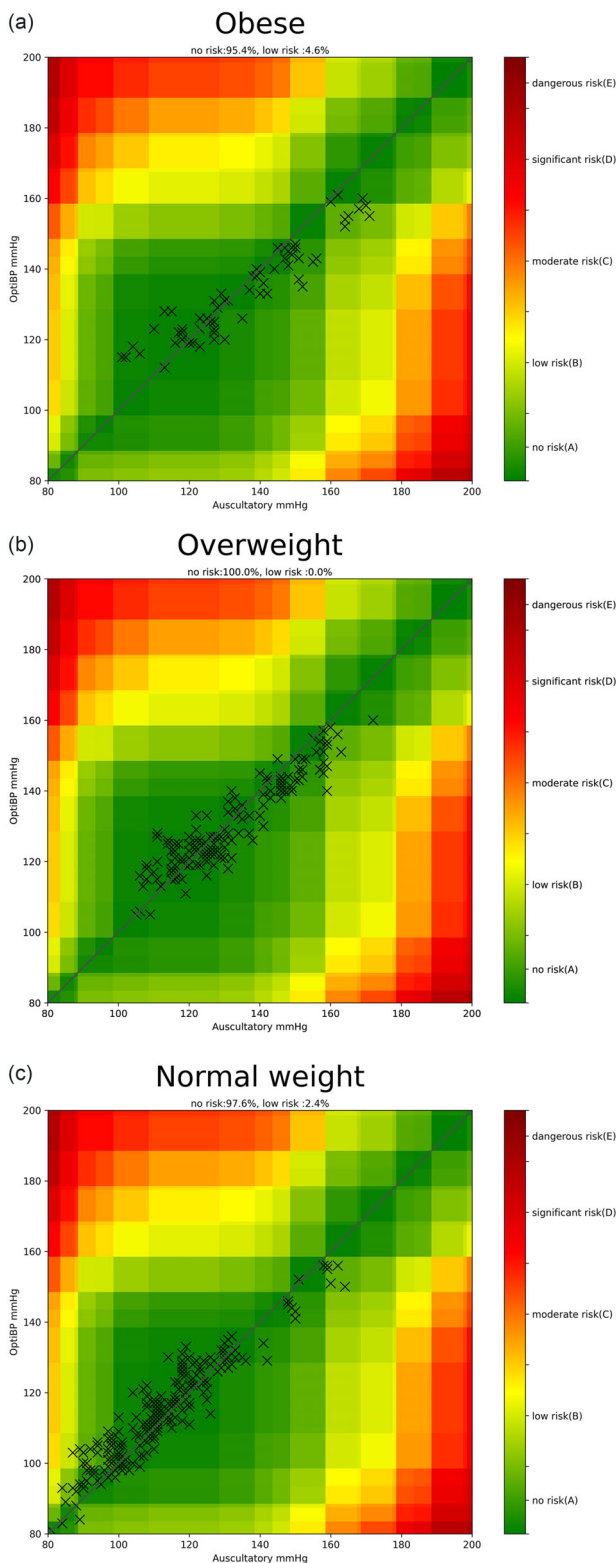 (a)
Obese
no risk:95.4%, low risk :4.6%
200
180
160
140
120
100
80
OptiBP mmHg
80 100 120 140 160 180 200
Auscultatory mmHg
dangerous risk(E)
significant risk(D)
moderate risk(C)
low risk(B)
no risk(A)
(b)
Overweight
no risk:100.0%, low risk :0.0%
200
180
160
140
120
100
80
OptiBP mmHg
80 100 120 140 160 180 200
Auscultatory mmHg
dangerous risk(E)
significant risk(D)
moderate risk(C)
low risk(B)
no risk(A)
(c)
Normal weight
no risk:97.6%, low risk :2.4%
200
180
160
140
120
100
80
OptiBP mmHg
80 100 120 140 160 180 200
Auscultatory mmHg
dangerous risk(E)
significant risk(D)
moderate risk(C)
low risk(B)
no risk(A)